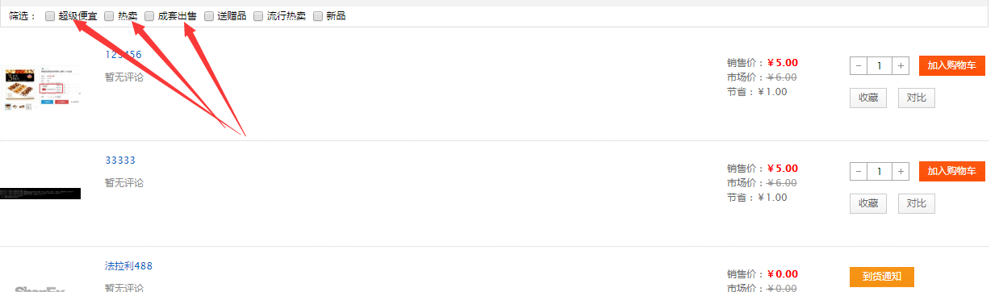 筛选： 超级便宜 热卖 成套出售 送赠品 流行热卖 新品
123456
暂无评论
销售价：￥5.00
市场价：￥6.00
节省：￥1.00
− 1 +
加入购物车
收藏 对比
33333
暂无评论
销售价：￥5.00
市场价：￥6.00
节省：￥1.00
− 1 +
加入购物车
收藏 对比
法拉利488
暂无评论
销售价：￥0.00
市场价：￥0.00
到货通知
ShopEx